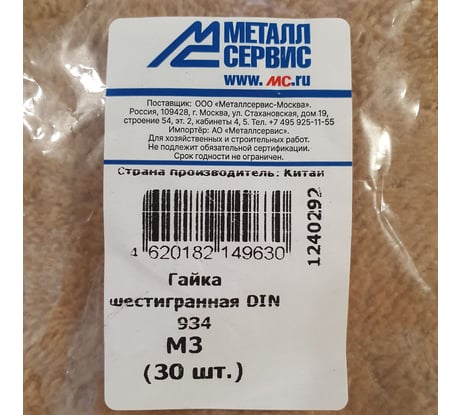 МЕТАЛЛ
СЕРВИС
www.мс.ru
Поставщик: ООО «Металлсервис-Москва».
Россия, 109428, г. Москва, ул. Стахановская, дом 19,
строение 54, эт. 2, кабинеты 4, 5. Тел. +7 495 925-11-55
Импортёр: АО «Металлсервис».
Для хозяйственных и строительных работ.
Не подлежит обязательной сертификации.
Срок годности не ограничен.
Страна производитель: Китай
4 620182 149630
1240292
Гайка
шестигранная DIN
934
М3
(30 шт.)